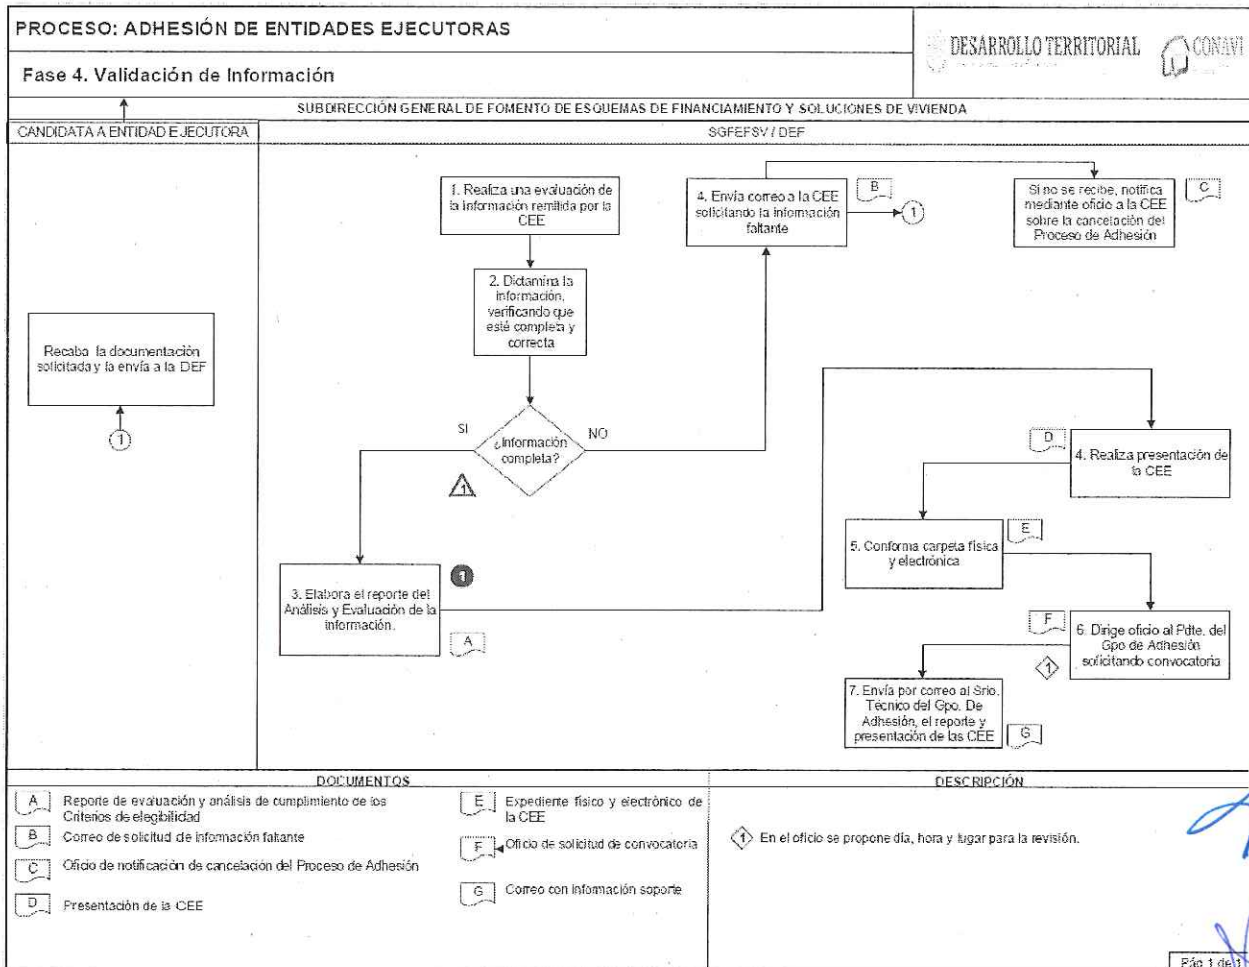 PROCESO: ADHESIÓN DE ENTIDADES EJECUTORAS
DESARROLLO TERRITORIAL
CONAVI
Fase 4. Validación de Información
SUBDIRECCIÓN GENERAL DE FOMENTO DE ESQUEMAS DE FINANCIAMIENTO Y SOLUCIONES DE VIVIENDA
CANDIDATA A ENTIDAD EJECUTORA
SGFEFSV / DEF
Recaba la documentación
solicitada y la envía a la DEF
1
1. Realiza una evaluación de
la información remitida por la
CEE
2. Dictamina la
información,
verificando que
esté completa y
correcta
¿Información
completa?
SI
NO
1
3. Elabora el reporte del
Análisis y Evaluación de la
información.
1
A
4. Envía correo a la CEE
solicitando la información
faltante
B
1
Si no se recibe, notifica
mediante oficio a la CEE
sobre la cancelación del
Proceso de Adhesión
C
D
4. Realiza presentación de
la CEE
5. Conforma carpeta física
y electrónica
E
F
6. Dirige oficio al Pdte. del
Gpo de Adhesión
solicitando convocatoria
1
7. Envía por correo al Srio.
Técnico del Gpo. De
Adhesión, el reporte y
presentación de las CEE
G
DOCUMENTOS
A Reporte de evaluación y análisis de cumplimiento de los
Criterios de elegibilidad
B Correo de solicitud de información faltante
C Oficio de notificación de cancelación del Proceso de Adhesión
D Presentación de la CEE
E Expediente físico y electrónico de
la CEE
F Oficio de solicitud de convocatoria
G Correo con información soporte
DESCRIPCIÓN
1 En el oficio se propone día, hora y lugar para la revisión.
Pág 1 de 1